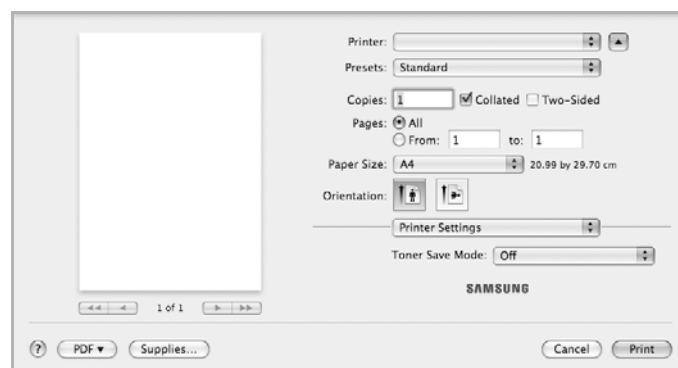 Printer:
Presets: Standard
Copies: 1 Collated Two-Sided
Pages: All
From: 1 to: 1
Paper Size: A4 20.99 by 29.70 cm
Orientation:
Printer Settings
Toner Save Mode: Off
SAMSUNG
1 of 1
? PDF Supplies... Cancel Print